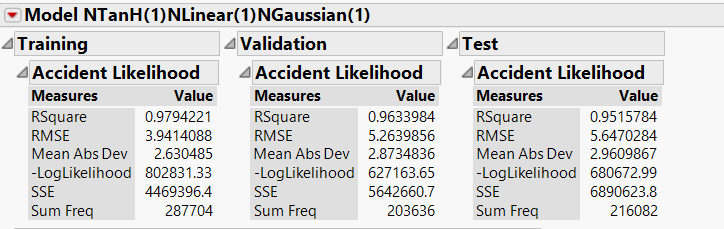 Model NTanH(1)NLinear(1)NGaussian(1)
Training Validation Test
Accident Likelihood Accident Likelihood Accident Likelihood
Measures Value Measures Value Measures Value
RSquare 0.9794221 RSquare 0.9633984 RSquare 0.9515784
RMSE 3.9414088 RMSE 5.2639856 RMSE 5.6470284
Mean Abs Dev 2.630485 Mean Abs Dev 2.8734836 Mean Abs Dev 2.9609867
-LogLikelihood 802831.33 -LogLikelihood 627163.65 -LogLikelihood 680672.99
SSE 4469396.4 SSE 5642660.7 SSE 6890623.8
Sum Freq 287704 Sum Freq 203636 Sum Freq 216082